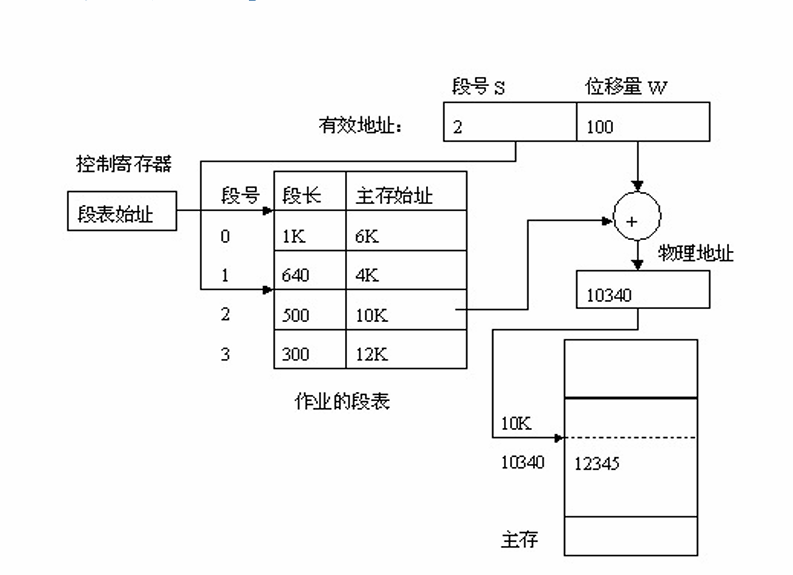 段号 S 位移量 W
有效地址: 2 100
控制寄存器
段表始址
段号 段长 主存始址
0 1K 6K
1 640 4K
2 500 10K
3 300 12K
作业的段表
+
物理地址
10340
10K
10340 12345
主存